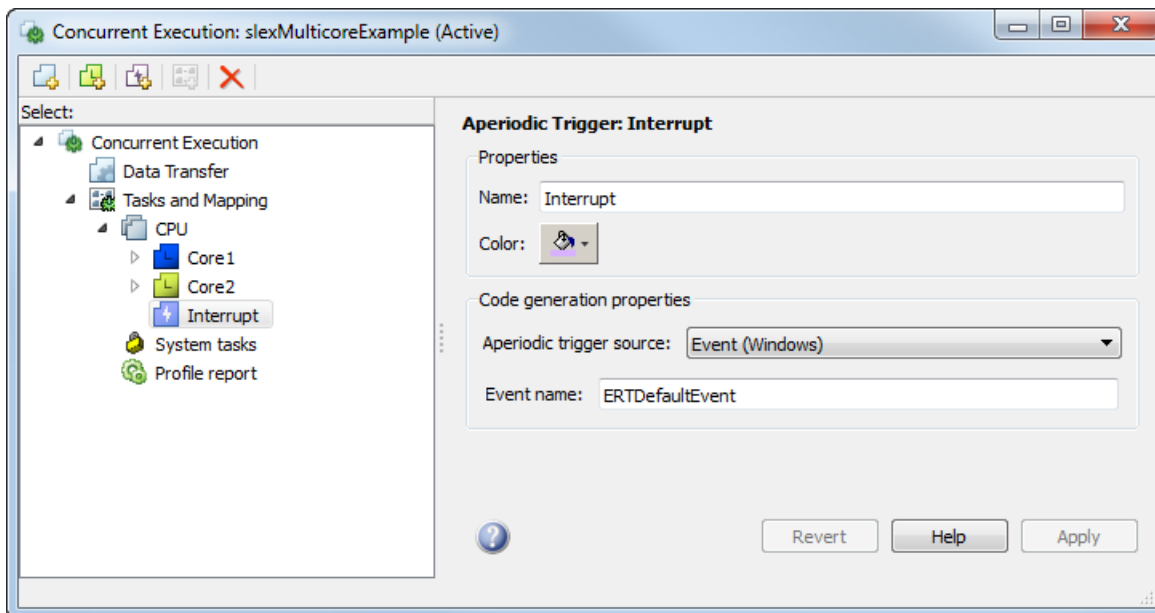 Concurrent Execution: slexMulticoreExample (Active)
Select:
Concurrent Execution
Data Transfer
Tasks and Mapping
CPU
Core1
Core2
Interrupt
System tasks
Profile report
Aperiodic Trigger: Interrupt
Properties
Name: Interrupt
Color:
Code generation properties
Aperiodic trigger source: Event (Windows)
Event name: ERTDefaultEvent
Revert Help Apply